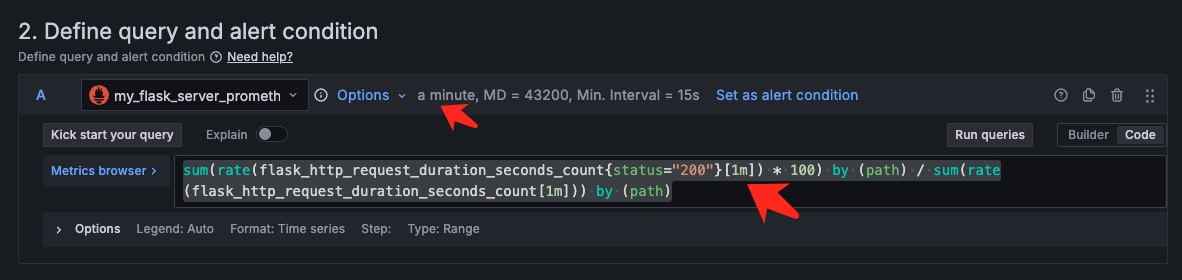 2. Define query and alert condition
Define query and alert condition Need help?
A my_flask_server_prometh Options a minute, MD = 43200, Min. Interval = 15s Set as alert condition
Kick start your query Explain Run queries Builder Code
Metrics browser > sum(rate(flask_http_request_duration_seconds_count{status="200"}[1m]) * 100) by (path) / sum(rate
(flask_http_request_duration_seconds_count[1m])) by (path)
> Options Legend: Auto Format: Time series Step: Type: Range